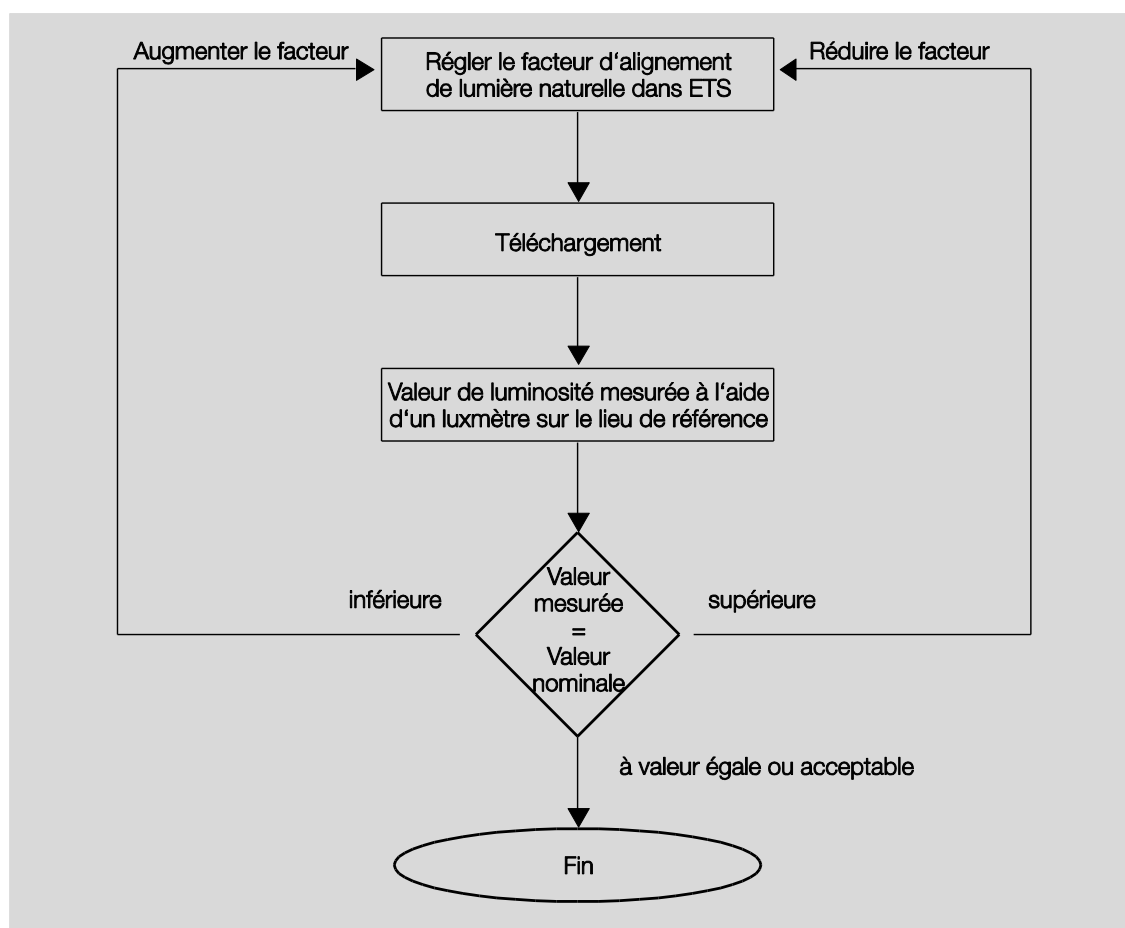 Augmenter le facteur
Régler le facteur d‘alignement
de lumière naturelle dans ETS
Réduire le facteur
Téléchargement
Valeur de luminosité mesurée à l‘aide
d‘un luxmètre sur le lieu de référence
inférieure
Valeur
mesurée
=
Valeur
nominale
supérieure
à valeur égale ou acceptable
Fin